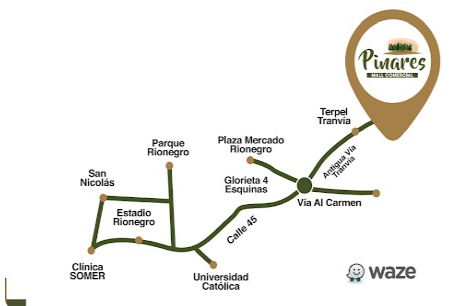 Pinares
MALL COMERCIAL
Terpel
Tranvía
Antigua Vía
Tranvía
Plaza Mercado
Rionegro
Parque
Rionegro
Glorieta 4
Esquinas
San
Nicolás
Vía Al Carmen
Estadio
Rionegro
Calle 45
Clínica
SOMER
Universidad
Católica
waze